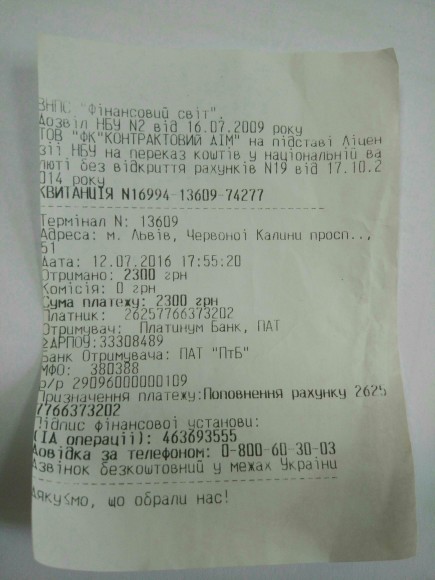 ВНПС "Фінансовий світ",
Дозвіл НБУ N2 від 16.07.2009 року
ТОВ "ФК"КОНТРАКТОВИЙ ДІМ" на підставі Ліцен
зії НБУ на переказ коштів у національній ва
люті без відкриття рахунків N19 від 17.10.2
014 року
КВИТАНЦІЯ N16994-13609-74277
Термінал N: 13609
Адреса: м. Львів, Червоної Калини просп..,
51
Дата: 12.07.2016 17:55:20
Отримано: 2300 грн
Комісія: 0 грн
Сума платежу: 2300 грн
Платник: 26257766373202
Отримувач: Платинум Банк, ПАТ
ЄДРПОУ:33308489
Банк Отримувача: ПАТ "ПтБ"
МФО: 380388
р/р 29096000000109
Призначення платежу:Поповнення рахунку 2625
7766373202
Підпис фінансової установи:
(ІД операції): 463693555
Довідка за телефоном: 0-800-60-30-03
Дзвінок безкоштовний у межах України
Дякуємо, що обрали нас!